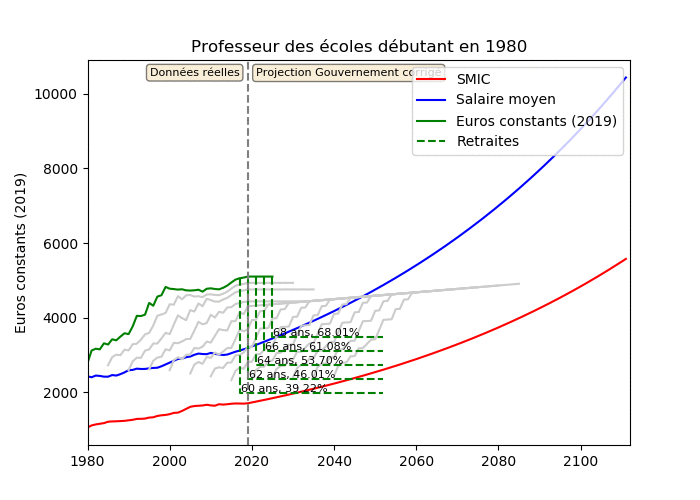 Professeur des écoles débutant en 1980
Données réelles
Projection Gouvernement corrigé
SMIC
Salaire moyen
Euros constants (2019)
Retraites
Euros constants (2019)
10000
8000
6000
4000
2000
68 ans, 68.01%
66 ans, 61.08%
64 ans, 53.70%
62 ans, 46.01%
60 ans, 39.22%
1980
2000
2020
2040
2060
2080
2100